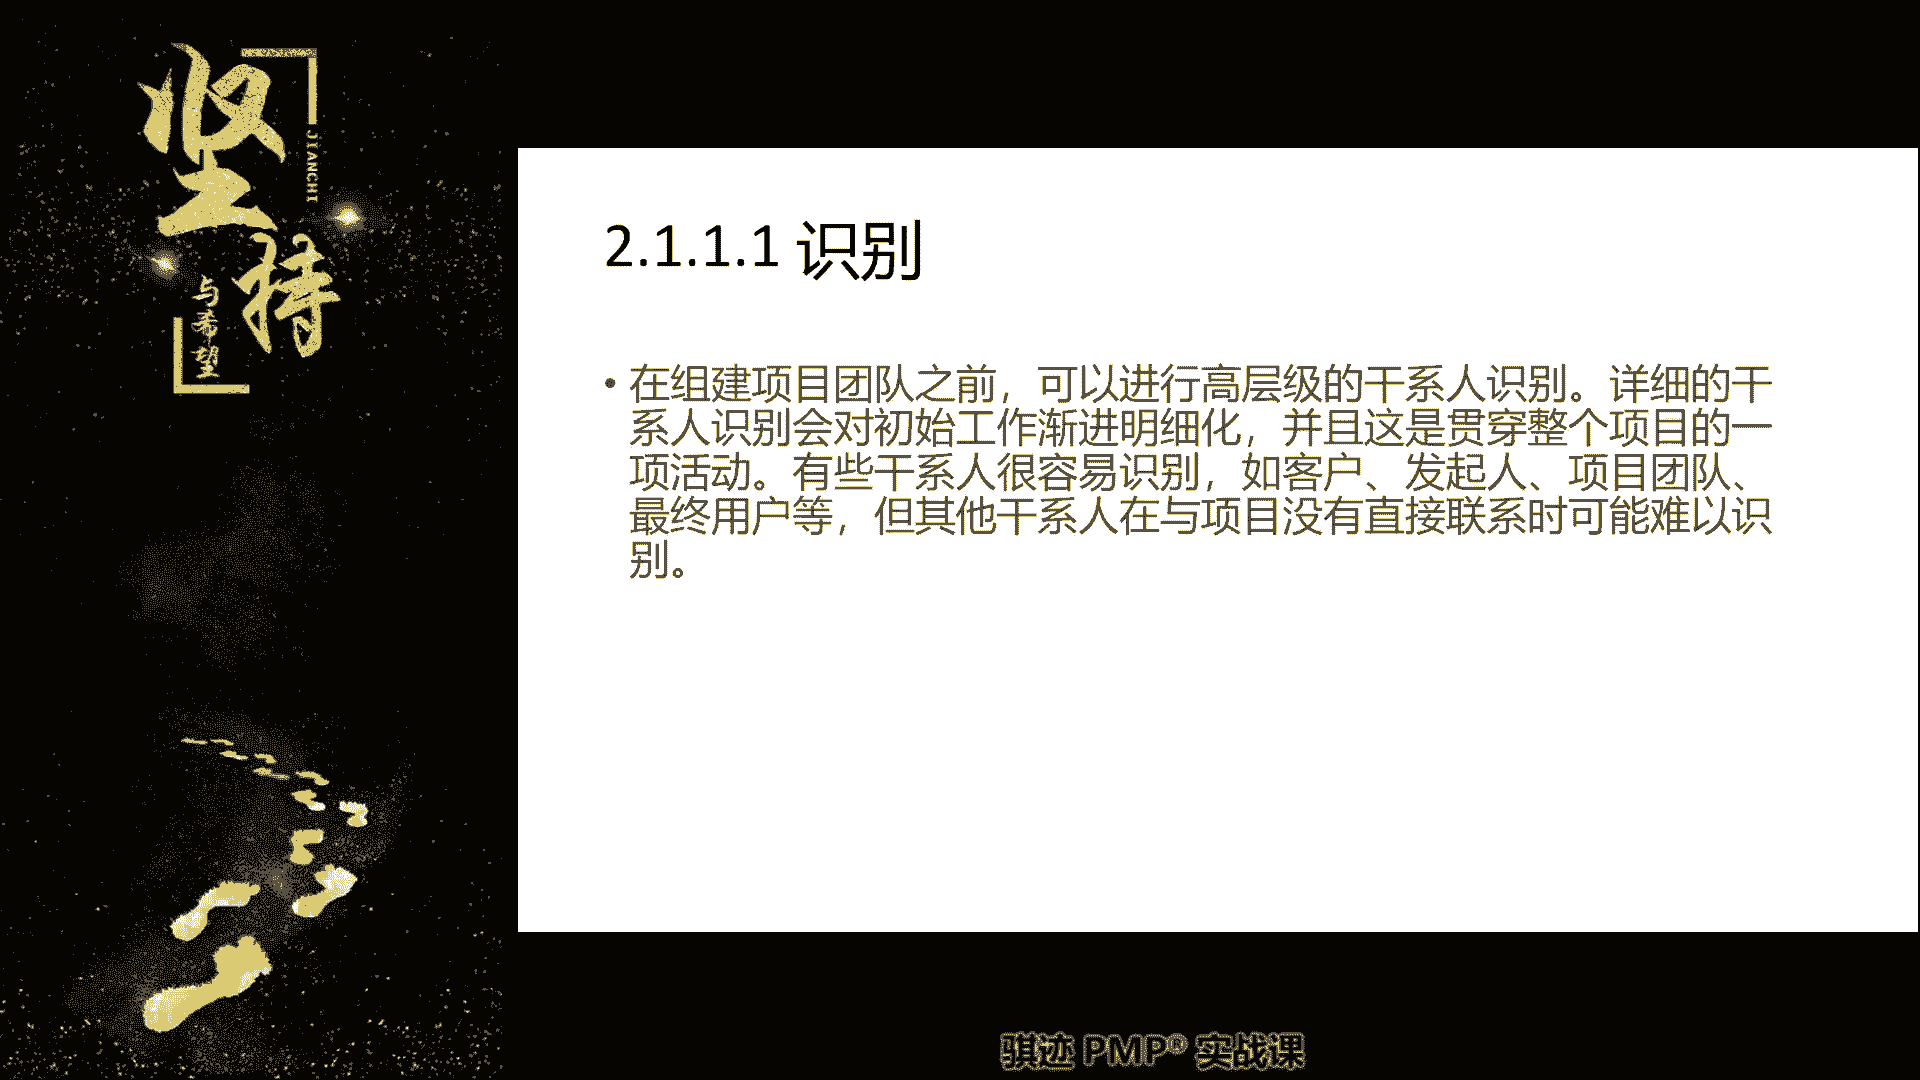 坚持
JIANCHI
与希望
2.1.1.1 识别
• 在组建项目团队之前，可以进行高层级的干系人识别。详细的干
系人识别会对初始工作渐进明细化，并且这是贯穿整个项目的一
项活动。有些干系人很容易识别，如客户、发起人、项目团队、
最终用户等，但其他干系人在与项目没有直接联系时可能难以识
别。
骐迹 PMP® 实战课